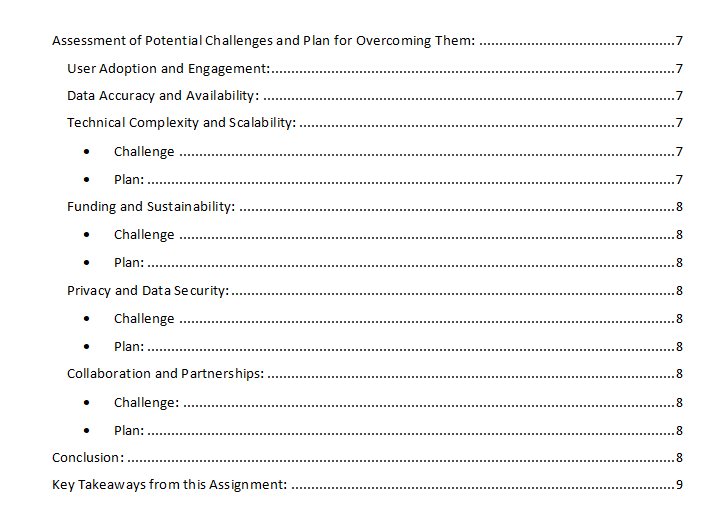 Assessment of Potential Challenges and Plan for Overcoming Them: ............................................7
User Adoption and Engagement:...........................................................................................7
Data Accuracy and Availability: .............................................................................................7
Technical Complexity and Scalability: .....................................................................................7
• Challenge ................................................................................................................7
• Plan: .......................................................................................................................7
Funding and Sustainability: ..................................................................................................8
• Challenge ................................................................................................................8
• Plan: .......................................................................................................................8
Privacy and Data Security:....................................................................................................8
• Challenge ................................................................................................................8
• Plan: .......................................................................................................................8
Collaboration and Partnerships: ............................................................................................8
• Challenge: ...............................................................................................................8
• Plan: .......................................................................................................................8
Conclusion: ...........................................................................................................................8
Key Takeaways from this Assignment: ......................................................................................9